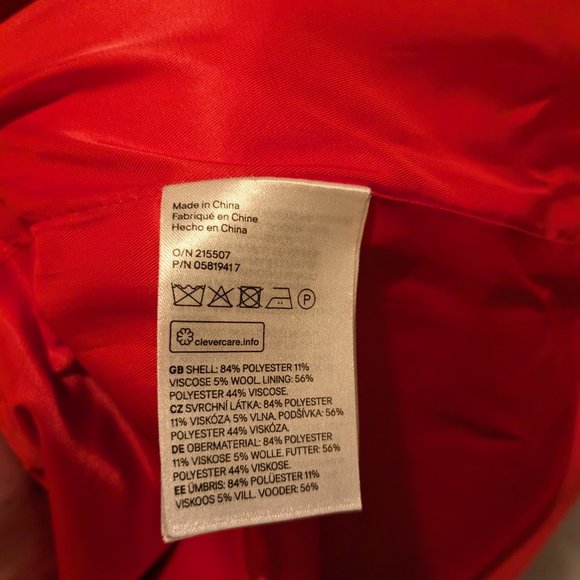 Made in China
Fabriqué en Chine
Hecho en China
O/N 215507
P/N 0581941 7
P
clevercare.info
GB SHELL: 84% POLYESTER 11%
VISCOSE 5% WOOL. LINING: 56%
POLYESTER 44% VISCOSE.
CZ SVRCHNÍ LÁTKA: 84% POLYESTER
11% VISKÓZA 5% VLNA. PODŠÍVKA: 56%
POLYESTER 44% VISKÓZA.
DE OBERMATERIAL: 84% POLYESTER
11% VISKOSE 5% WOLLE. FUTTER: 56%
POLYESTER 44% VISKOSE.
EE ÜMBRIS: 84% POLÜESTER 11%
VISKOOS 5% VILL. VOODER: 56%